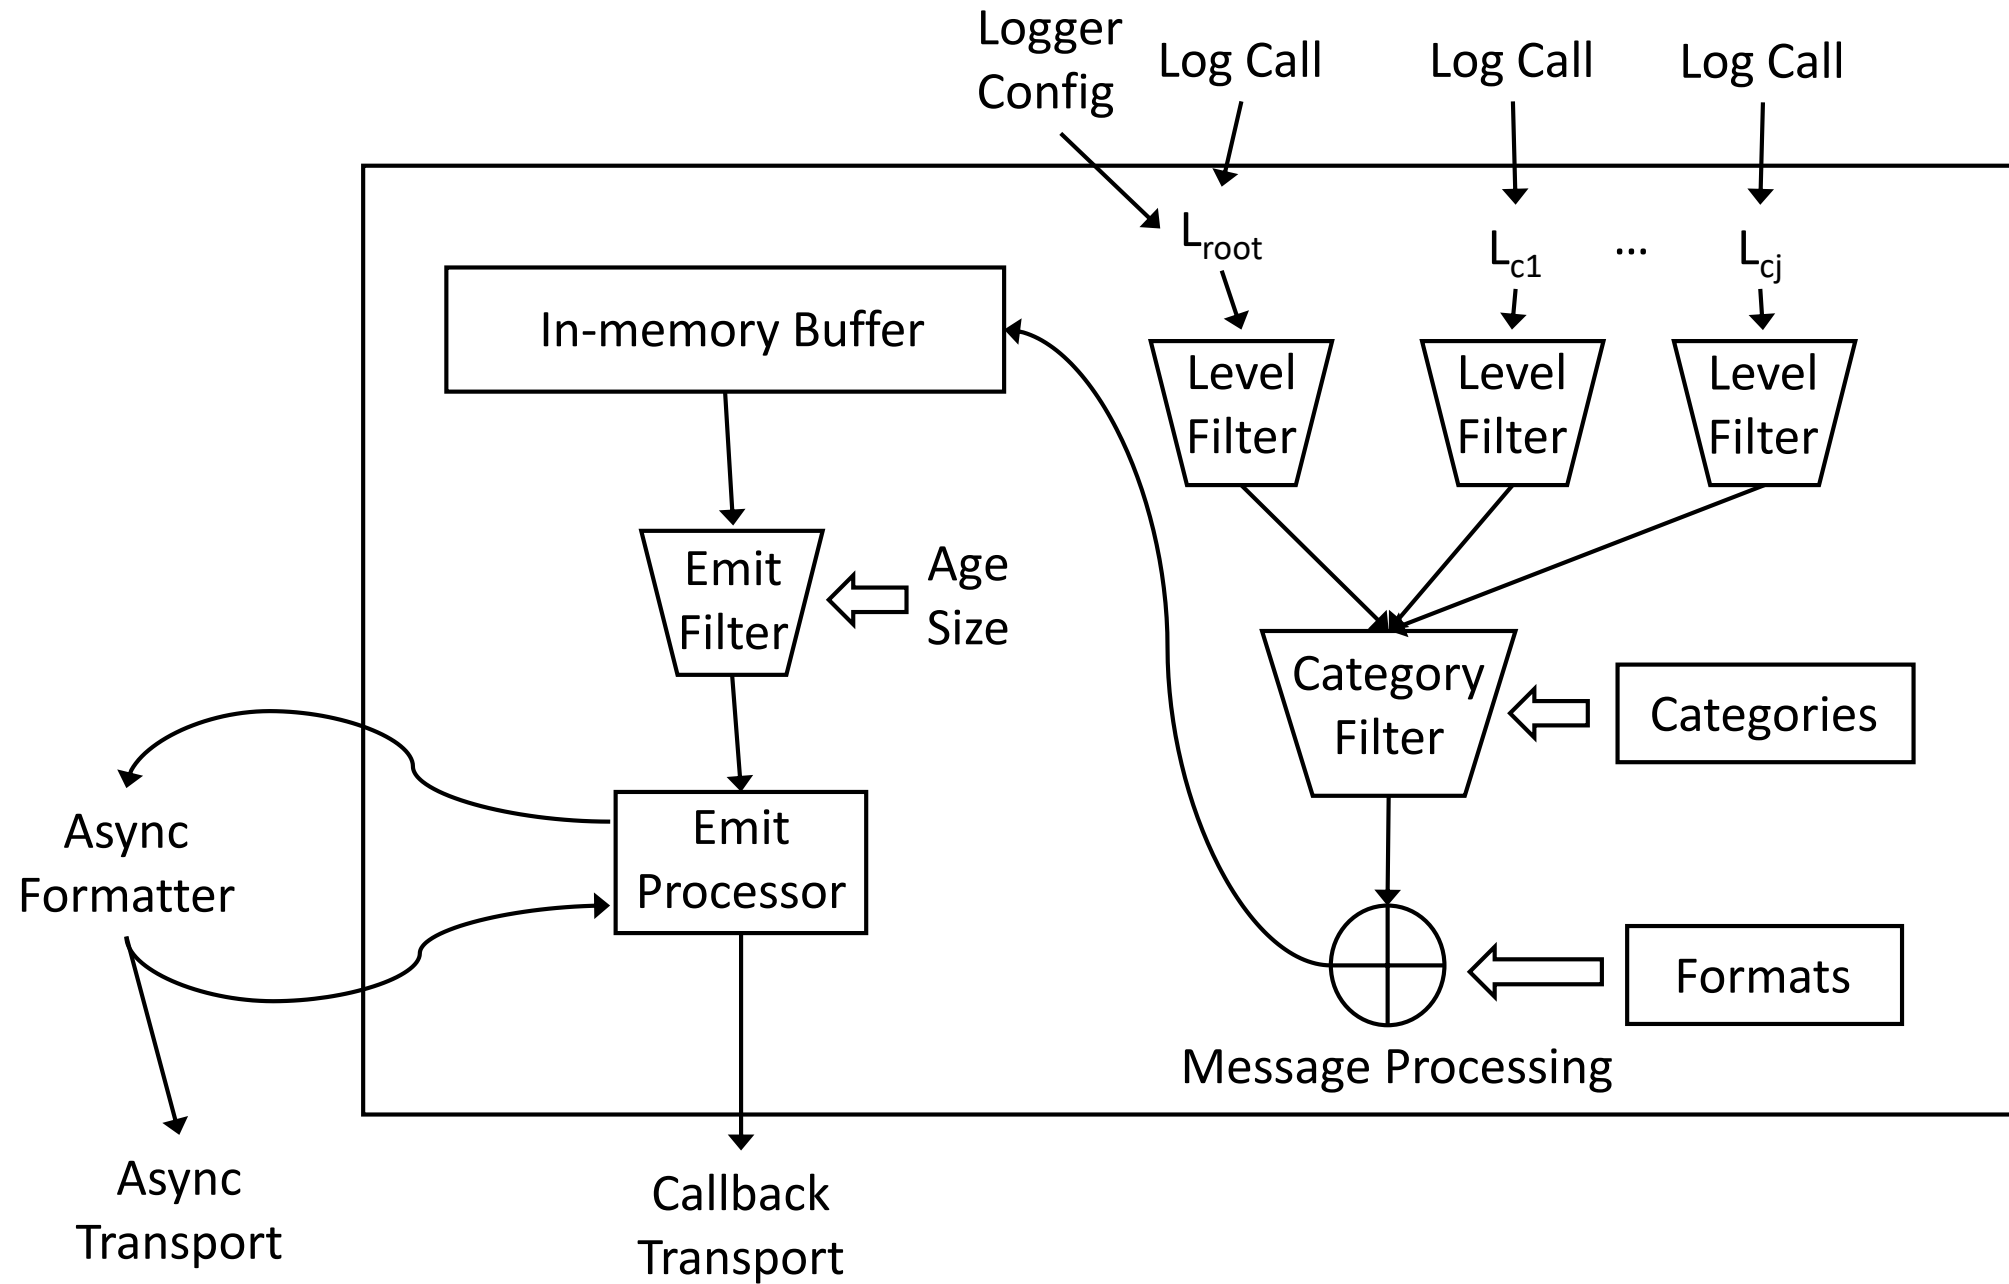 Logger
Config
Log Call
Log Call
Log Call
Lroot
Lc1
...
Lcj
In-memory Buffer
Level
Filter
Level
Filter
Level
Filter
Emit
Filter
Age
Size
Category
Filter
Categories
Async
Formatter
Emit
Processor
Formats
Message Processing
Async
Transport
Callback
Transport